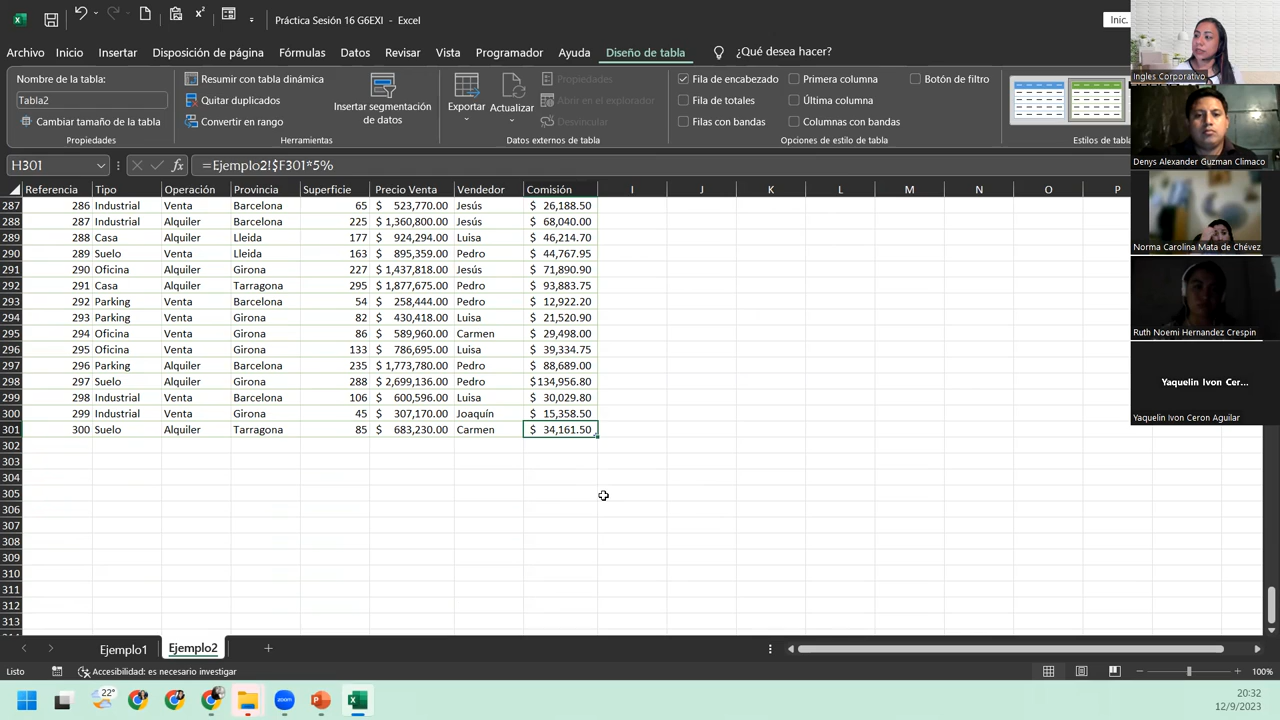 Práctica Sesión 16 G6EXI - Excel
Inic.
Archivo Inicio Insertar Disposición de página Fórmulas Datos Revisar Vista Programador Ayuda Diseño de tabla ¿Qué desea hacer?
Nombre de la tabla:
Tabla2
Cambiar tamaño de la tabla
Propiedades
Resumir con tabla dinámica
Quitar duplicados
Convertir en rango
Herramientas
Insertar segmentación
de datos
Exportar
Actualizar
Propiedades
Abrir en el explorador
Desvincular
Datos externos de tabla
Fila de encabezado Primera columna Botón de filtro
Fila de totales Última columna
Filas con bandas Columnas con bandas
Opciones de estilo de tabla
Estilos de tabla
H301 fx =Ejemplo2!$F301*5%
Referencia Tipo Operación Provincia Superficie Precio Venta Vendedor Comisión I J K L M N O P
287 286 Industrial Venta Barcelona 65 $ 523,770.00 Jesús $ 26,188.50
288 287 Industrial Alquiler Barcelona 225 $ 1,360,800.00 Jesús $ 68,040.00
289 288 Casa Alquiler Lleida 177 $ 924,294.00 Luisa $ 46,214.70
290 289 Suelo Venta Lleida 163 $ 895,359.00 Pedro $ 44,767.95
291 290 Oficina Alquiler Girona 227 $ 1,437,818.00 Jesús $ 71,890.90
292 291 Casa Alquiler Tarragona 295 $ 1,877,675.00 Pedro $ 93,883.75
293 292 Parking Venta Barcelona 54 $ 258,444.00 Pedro $ 12,922.20
294 293 Parking Venta Girona 82 $ 430,418.00 Luisa $ 21,520.90
295 294 Oficina Venta Girona 86 $ 589,960.00 Carmen $ 29,498.00
296 295 Oficina Venta Girona 133 $ 786,695.00 Luisa $ 39,334.75
297 296 Parking Alquiler Barcelona 235 $ 1,773,780.00 Pedro $ 88,689.00
298 297 Suelo Alquiler Girona 288 $ 2,699,136.00 Pedro $134,956.80
299 298 Industrial Venta Barcelona 106 $ 600,596.00 Luisa $ 30,029.80
300 299 Industrial Venta Girona 45 $ 307,170.00 Joaquín $ 15,358.50
301 300 Suelo Alquiler Tarragona 85 $ 683,230.00 Carmen $ 34,161.50
302
303
304
305
306
307
308
309
310
311
312
313
Ejemplo1 Ejemplo2
Listo Accesibilidad: es necesario investigar 100%
22°
zoom
20:32
12/9/2023
Ingles Corporativo
Denys Alexander Guzman Climaco
Norma Carolina Mata de Chévez
Ruth Noemi Hernandez Crespin
Yaquelin Ivon Cer...
Yaquelin Ivon Ceron Aguilar